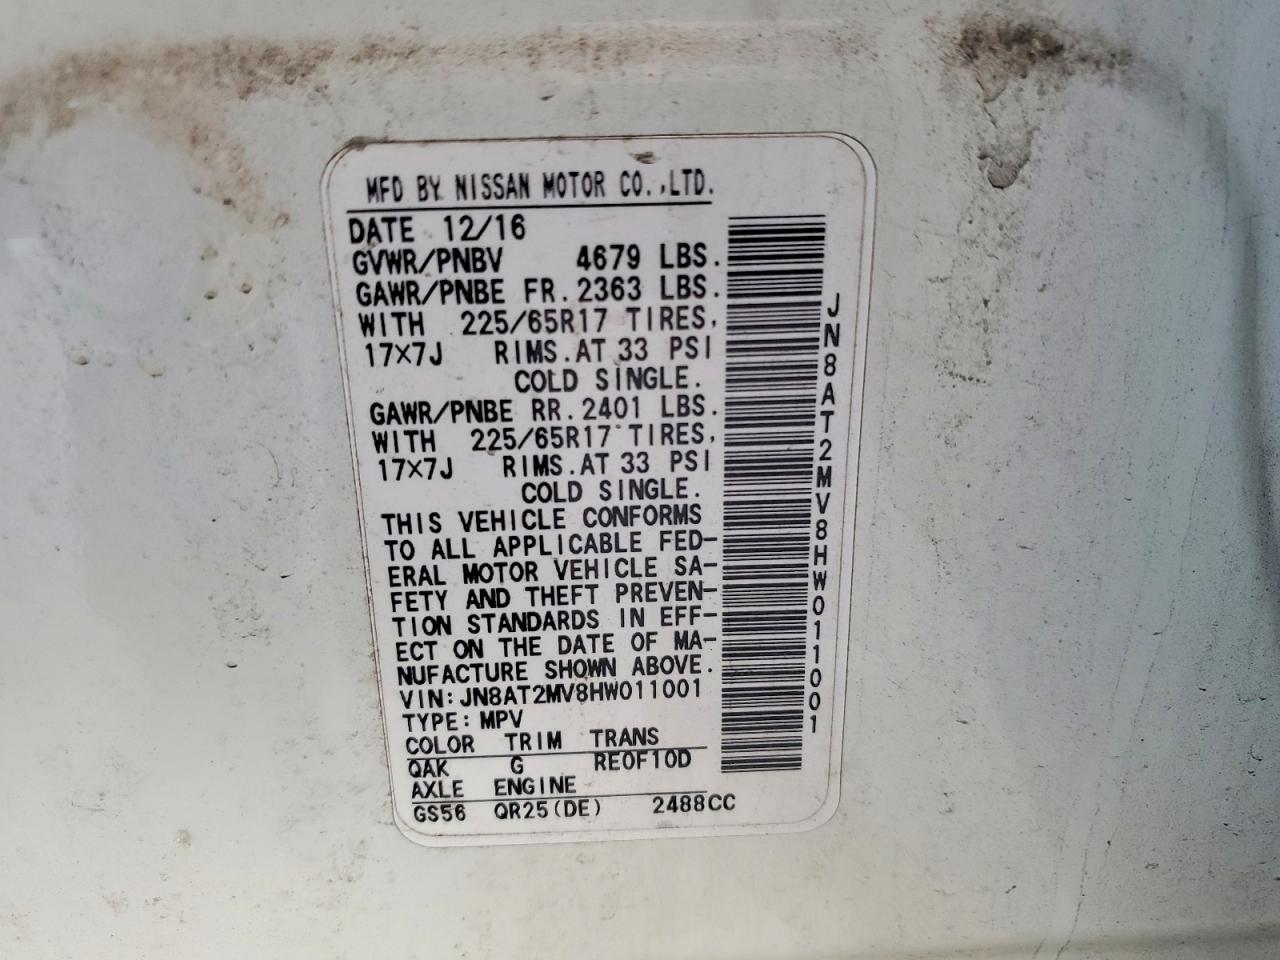 MFD BY NISSAN MOTOR CO.,LTD.
DATE 12/16
GVWR/PNBV 4679 LBS.
GAWR/PNBE FR. 2363 LBS.
WITH 225/65R17 TIRES,
17×7J RIMS. AT 33 PSI
COLD SINGLE.
GAWR/PNBE RR. 2401 LBS.
WITH 225/65R17 TIRES,
17×7J RIMS. AT 33 PSI
COLD SINGLE.
THIS VEHICLE CONFORMS
TO ALL APPLICABLE FED-
ERAL MOTOR VEHICLE SA-
FETY AND THEFT PREVEN-
TION STANDARDS IN EFF-
ECT ON THE DATE OF MA-
NUFACTURE SHOWN ABOVE.
VIN: JN8AT2MV8HW011001
TYPE: MPV
COLOR TRIM TRANS
QAK G RE0F10D
AXLE ENGINE
GS56 QR25(DE) 2488CC
JN8AT2MV8HW011001